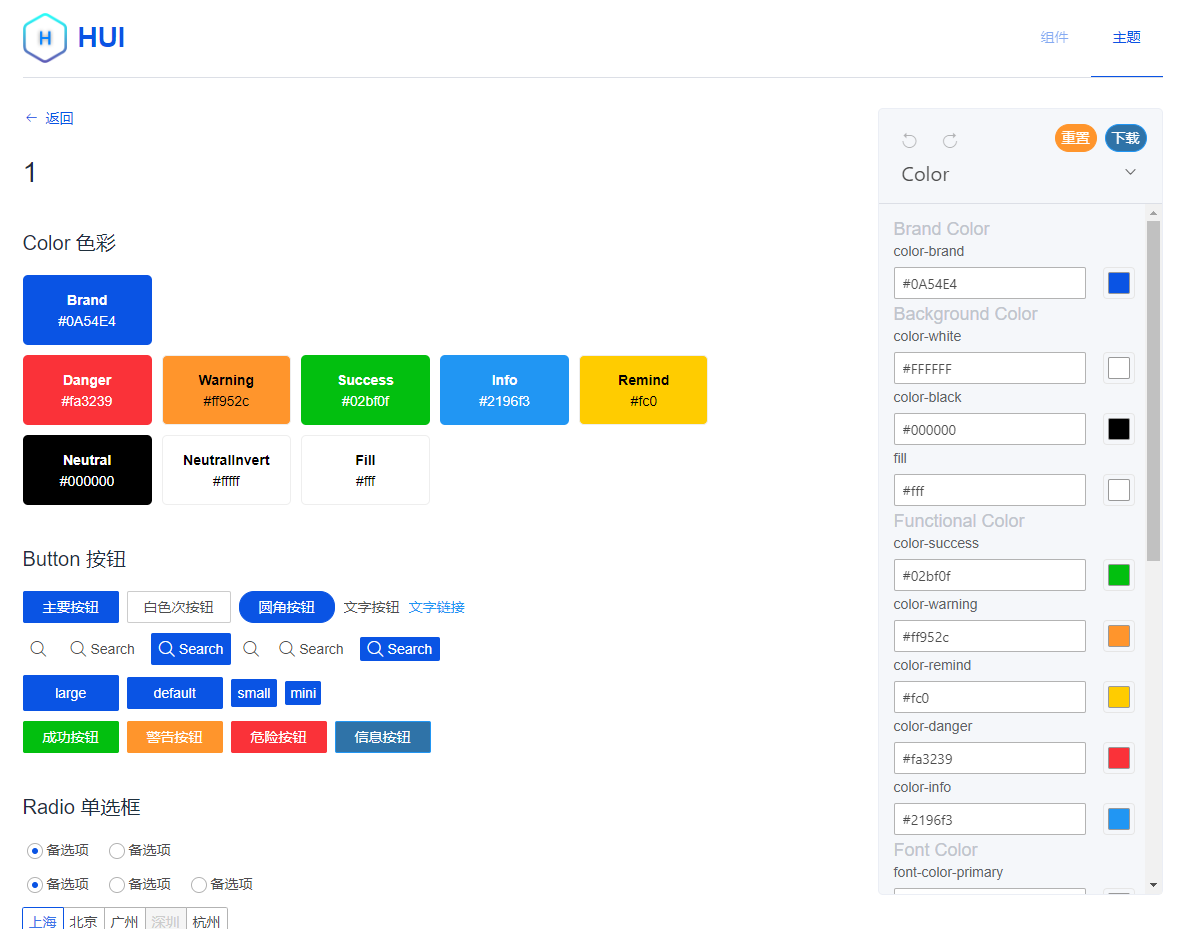 H HUI
组件 主题
返回
1
Color 色彩
Brand
#0A54E4
Danger
#fa3239
Warning
#ff952c
Success
#02bf0f
Info
#2196f3
Remind
#fc0
Neutral
#000000
NeutralInvert
#fffff
Fill
#fff
Button 按钮
主要按钮 白色次按钮 圆角按钮 文字按钮 文字链接
Search Search Search Search
large default small mini
成功按钮 警告按钮 危险按钮 信息按钮
Radio 单选框
备选项 备选项
备选项 备选项 备选项
上海 北京 广州 深圳 杭州
重置 下载
Color
Brand Color
color-brand
#0A54E4
Background Color
color-white
#FFFFFF
color-black
#000000
fill
#fff
Functional Color
color-success
#02bf0f
color-warning
#ff952c
color-remind
#fc0
color-danger
#fa3239
color-info
#2196f3
Font Color
font-color-primary